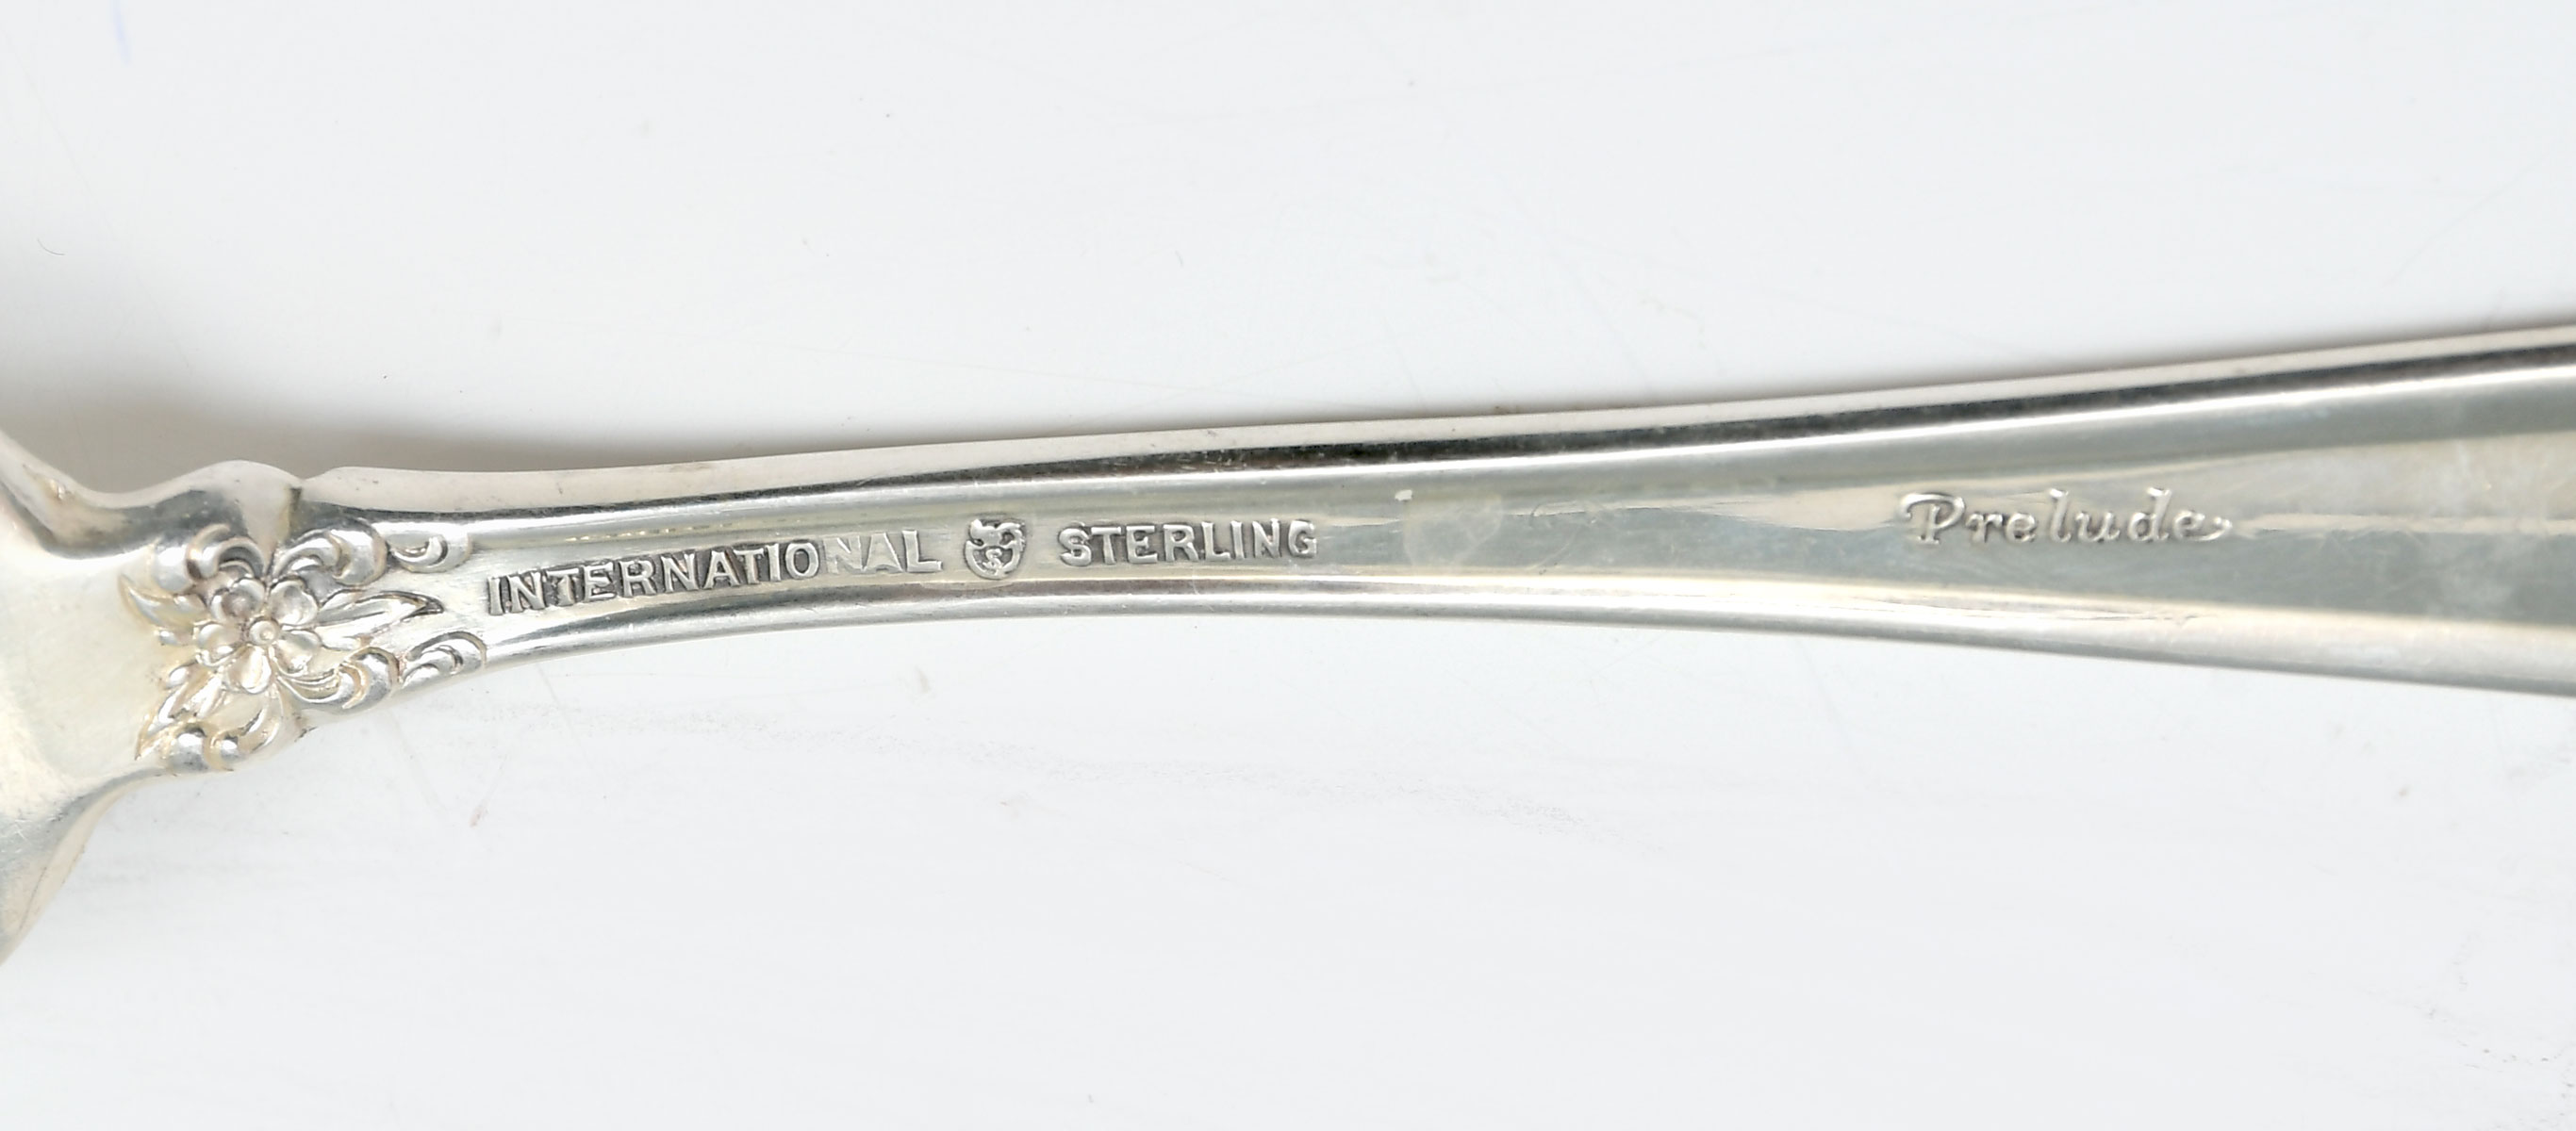 INTERNATIONAL STERLING
Prelude